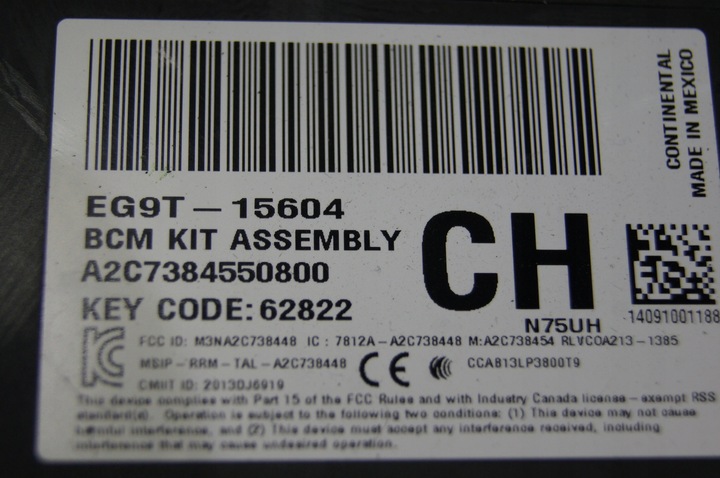 CONTINENTAL
MADE IN MEXICO
EG9T-15604
BCM KIT ASSEMBLY
A2C7384550800
KEY CODE: 62822
CH
N75UH
14091001188
FCC ID: M3NA2C738448 IC : 7812A-A2C738448 M:A2C738454 RLVCOA213-1385
MSIP-RRM-TAL-A2C738448 CE CCAB13LP3800T9
CMIIT ID: 2013DJ6919
This device complies with Part 15 of the FCC Rules and with Industry Canada license-exempt RSS
standard(s). Operation is subject to the following two conditions: (1) This device may not cause
harmful interference, and (2) This device must accept any interference received, including
interference that may cause undesired operation.